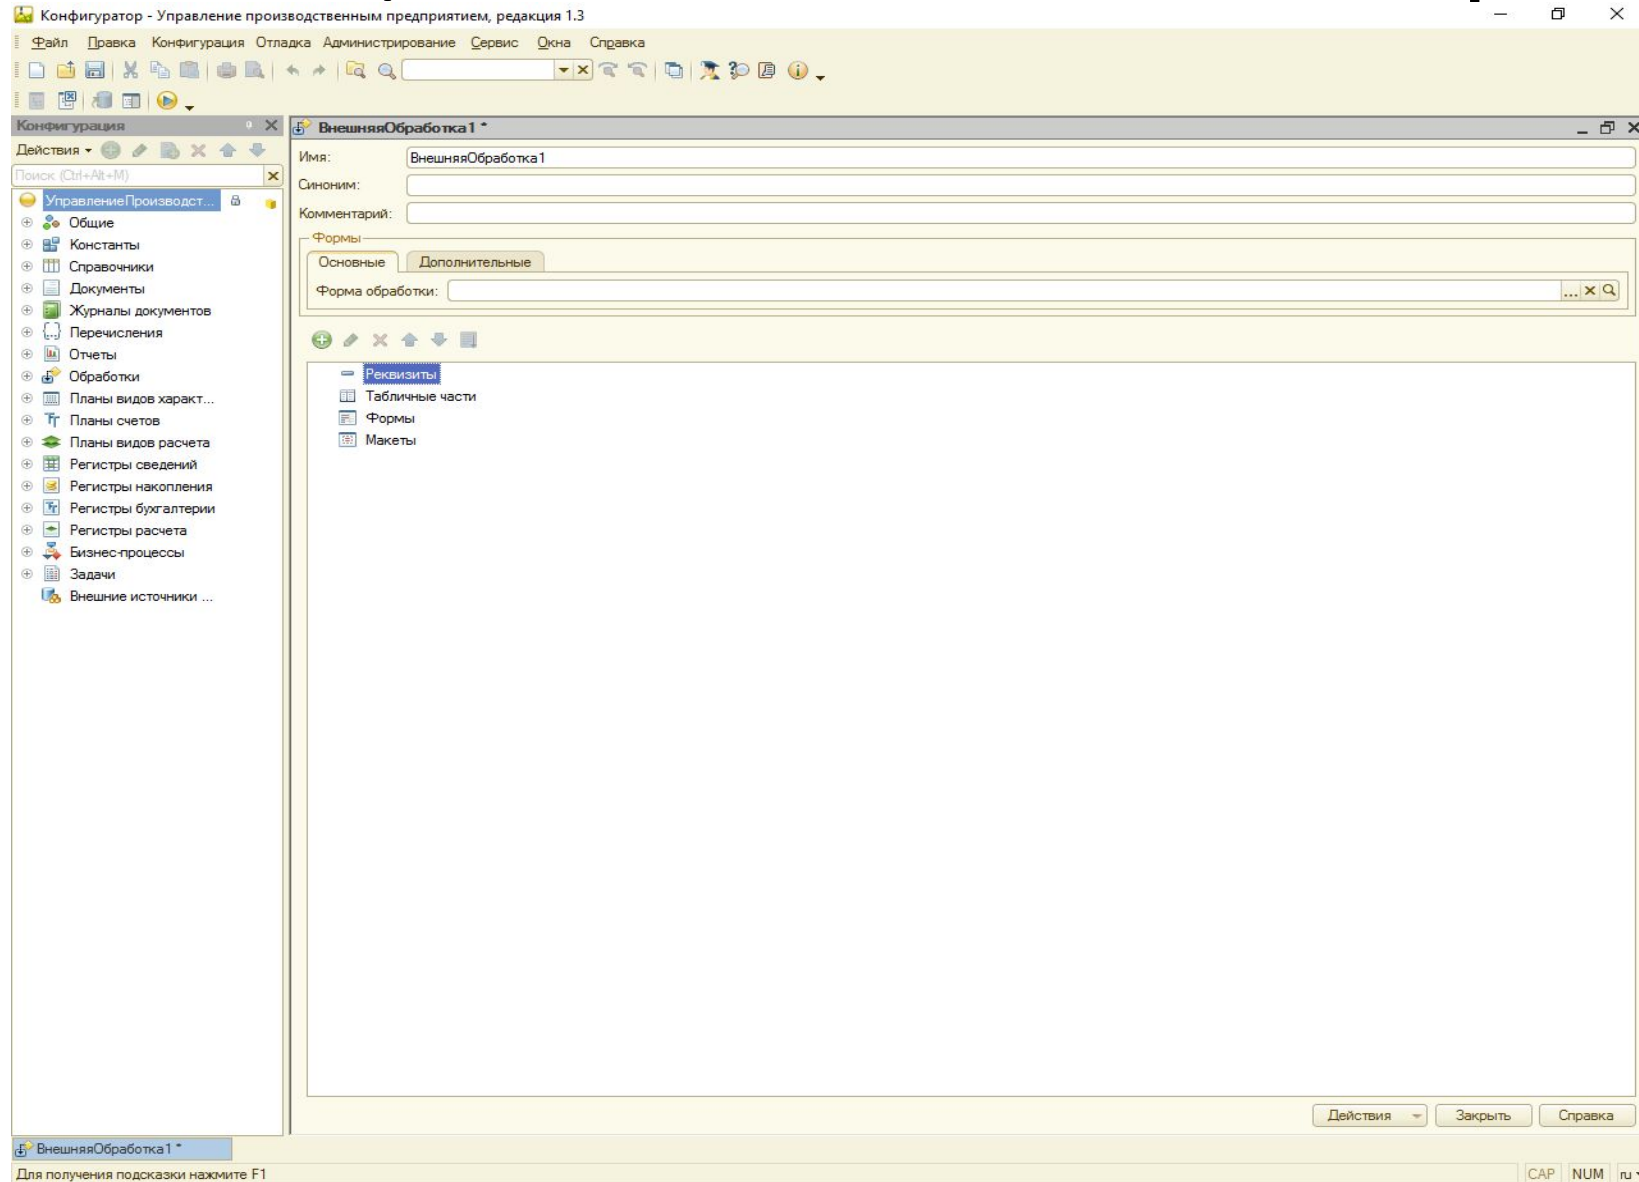 Конфигуратор - Управление производственным предприятием, редакция 1.3
Файл Правка Конфигурация Отладка Администрирование Сервис Окна Справка
Конфигурация
Действия
Поиск (Ctrl+Alt+M)
УправлениеПроизводст...
Общие
Константы
Справочники
Документы
Журналы документов
Перечисления
Отчеты
Обработки
Планы видов характ...
Планы счетов
Планы видов расчета
Регистры сведений
Регистры накопления
Регистры бухгалтерии
Регистры расчета
Бизнес-процессы
Задачи
Внешние источники ...
ВнешняяОбработка1 *
Имя: ВнешняяОбработка1
Синоним:
Комментарий:
Формы
Основные Дополнительные
Форма обработки: ...
Реквизиты
Табличные части
Формы
Макеты
Действия Закрыть Справка
ВнешняяОбработка1 *
Для получения подсказки нажмите F1 CAP NUM ru